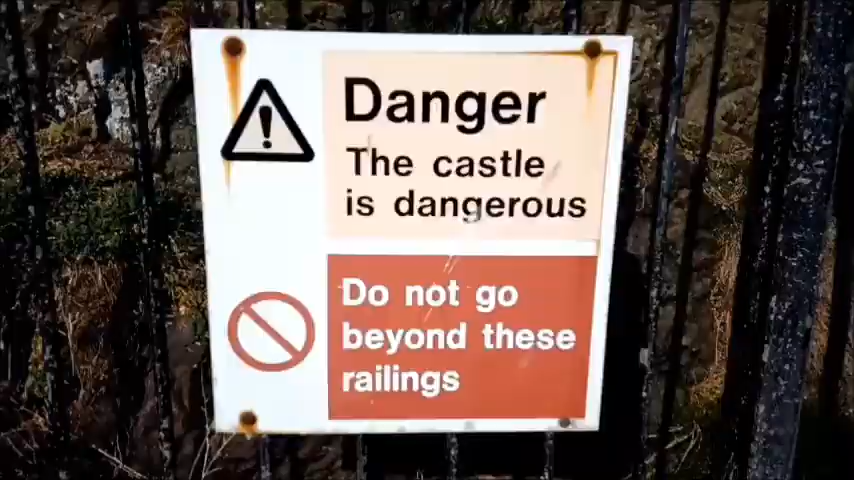 Danger
The castle
is dangerous
Do not go
beyond these
railings